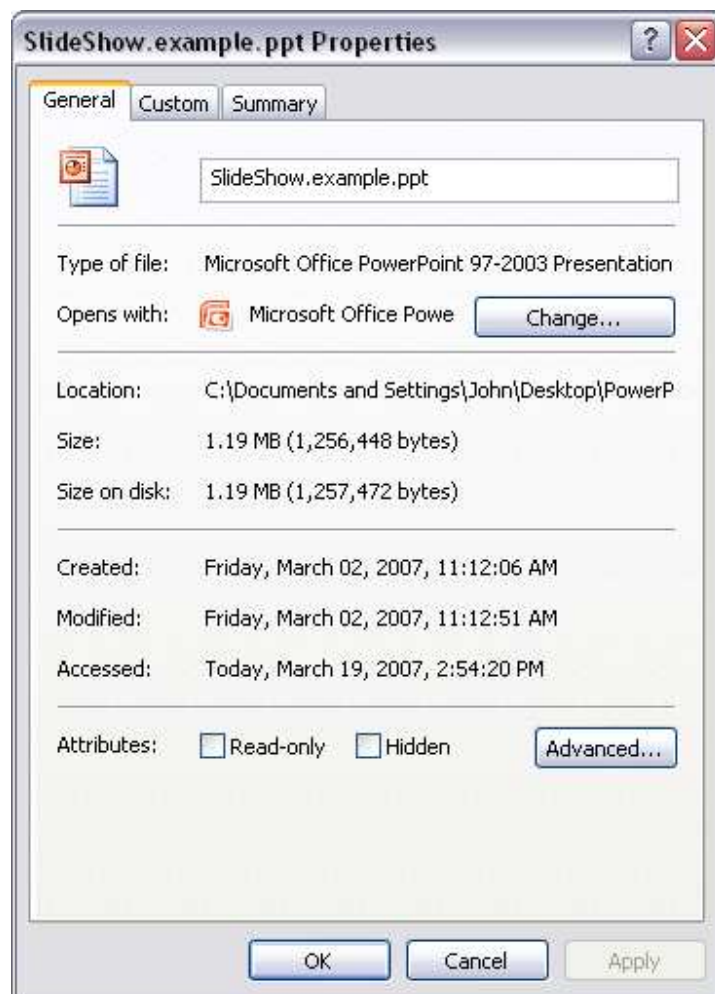 SlideShow.example.ppt Properties
General Custom Summary
SlideShow.example.ppt
Type of file: Microsoft Office PowerPoint 97-2003 Presentation
Opens with: Microsoft Office Powe Change...
Location: C:\Documents and Settings\John\Desktop\PowerP
Size: 1.19 MB (1,256,448 bytes)
Size on disk: 1.19 MB (1,257,472 bytes)
Created: Friday, March 02, 2007, 11:12:06 AM
Modified: Friday, March 02, 2007, 11:12:51 AM
Accessed: Today, March 19, 2007, 2:54:20 PM
Attributes: Read-only Hidden Advanced...
OK Cancel Apply